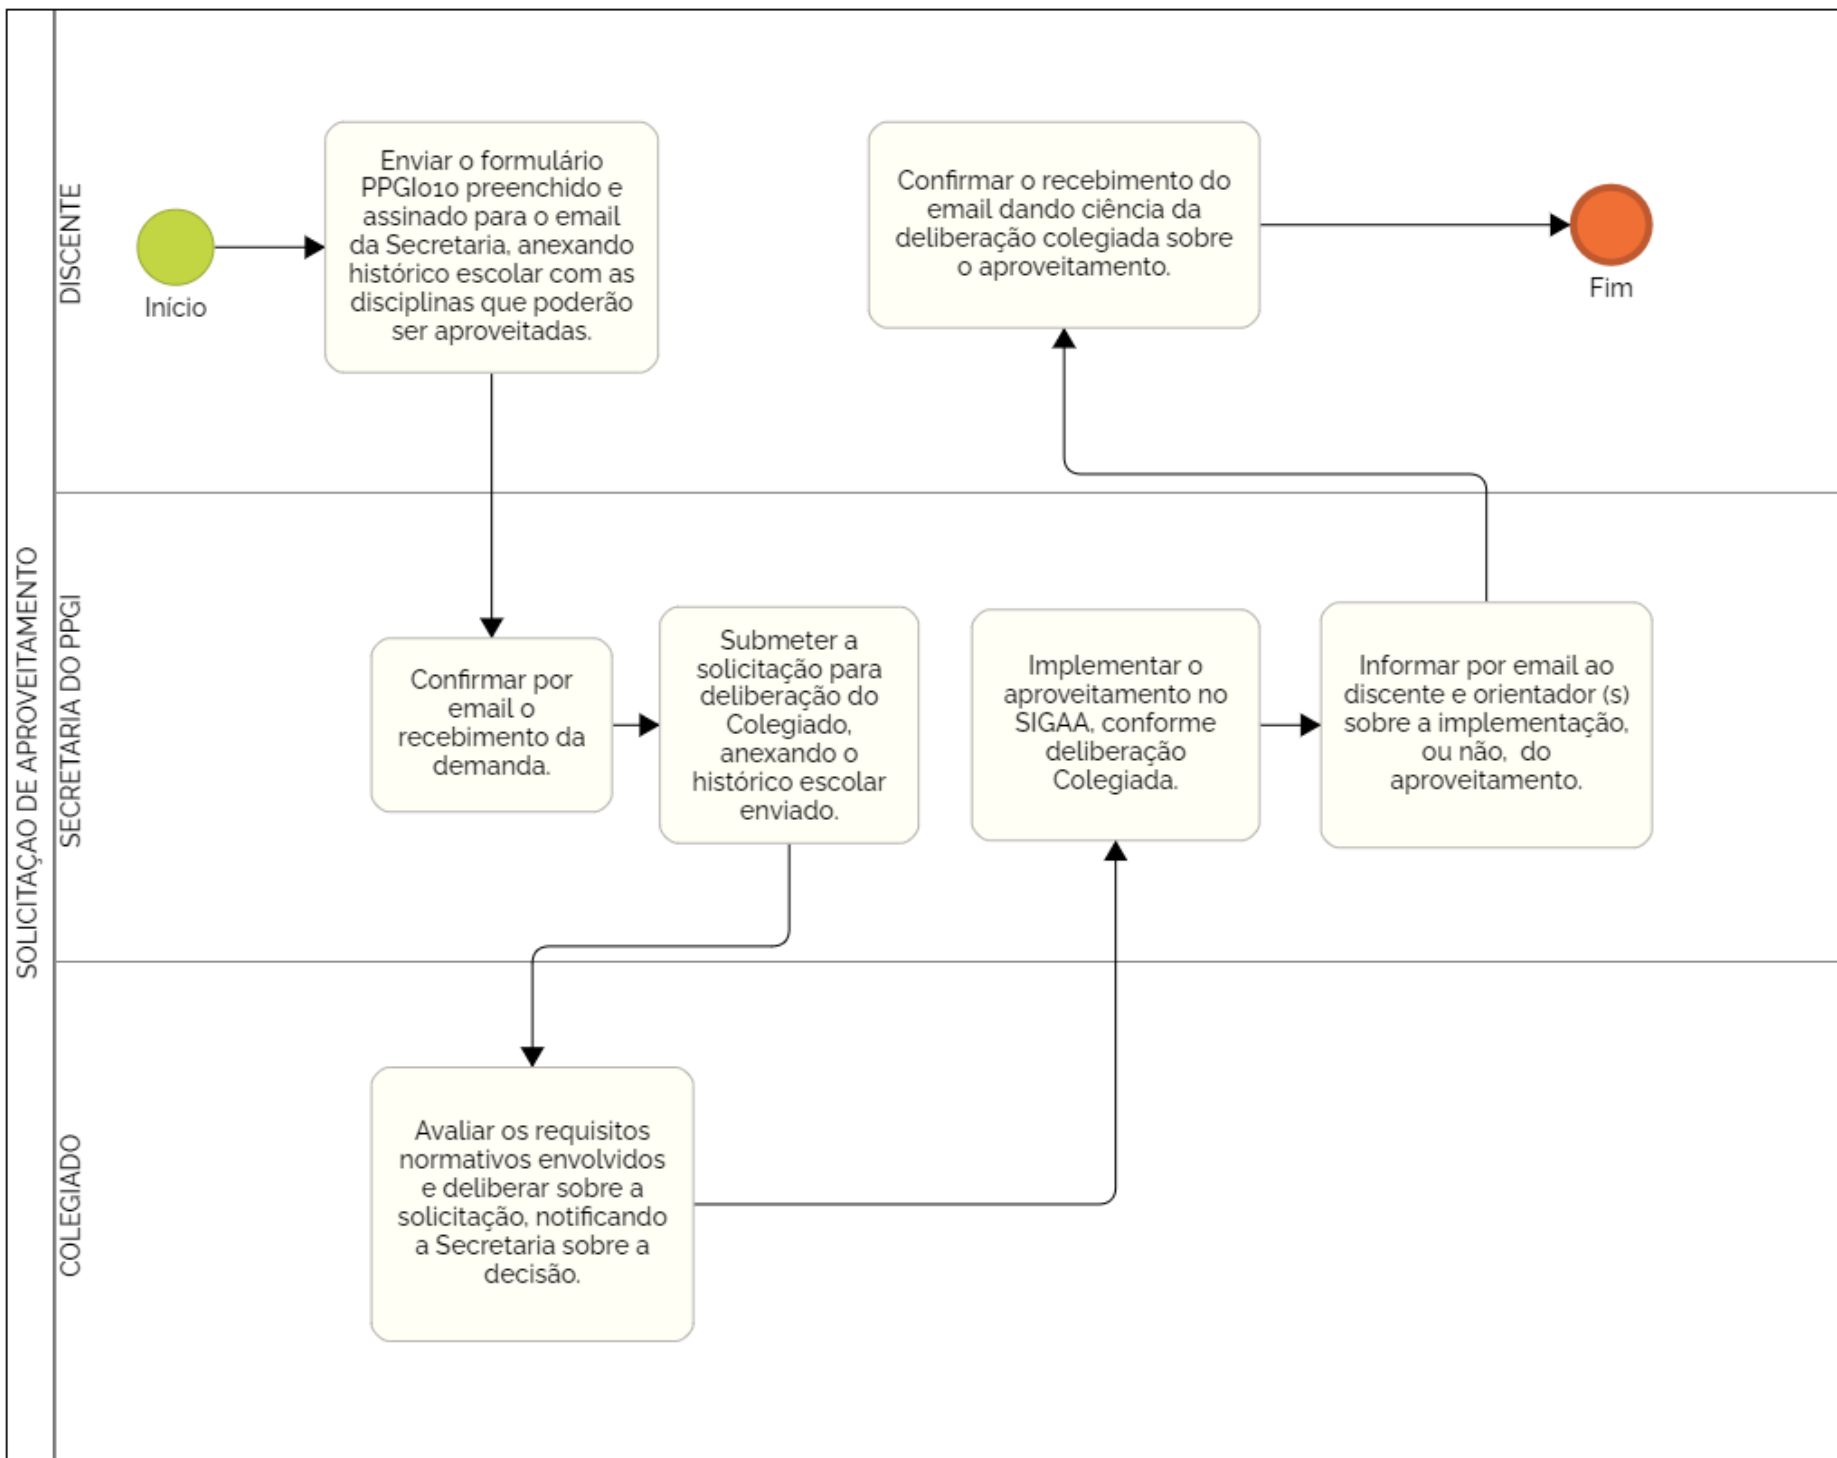 SOLICITAÇAO DE APROVEITAMENTO
DISCENTE
Início
Enviar o formulário
PPGI010 preenchido e
assinado para o email
da Secretaria, anexando
histórico escolar com as
disciplinas que poderão
ser aproveitadas.
Confirmar o recebimento do
email dando ciência da
deliberação colegiada sobre
o aproveitamento.
Fim
SECRETARIA DO PPGI
Confirmar por
email o
recebimento da
demanda.
Submeter a
solicitação para
deliberação do
Colegiado,
anexando o
histórico escolar
enviado.
Implementar o
aproveitamento no
SIGAA, conforme
deliberação
Colegiada.
Informar por email ao
discente e orientador (s)
sobre a implementação,
ou não, do
aproveitamento.
COLEGIADO
Avaliar os requisitos
normativos envolvidos
e deliberar sobre a
solicitação, notificando
a Secretaria sobre a
decisão.